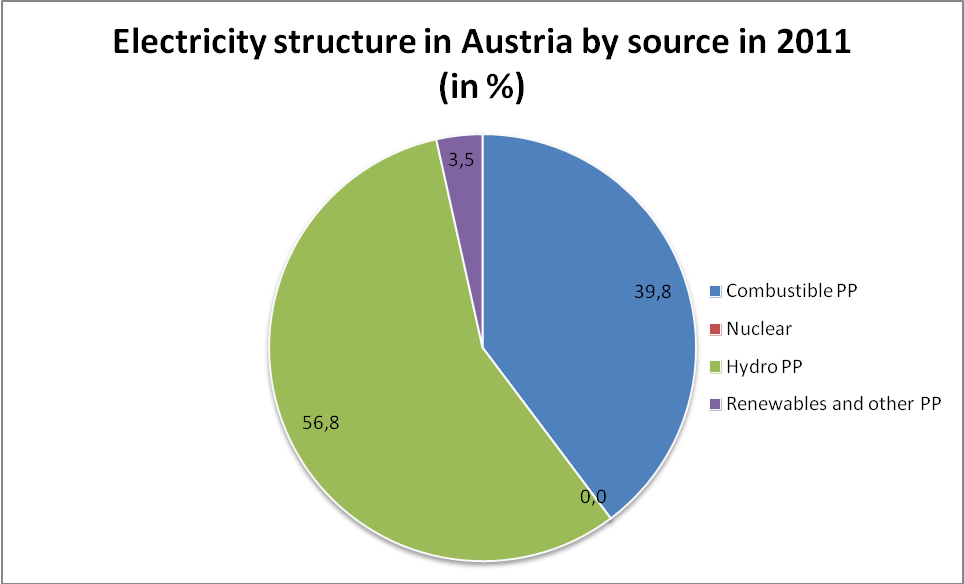 Electricity structure in Austria by source in 2011
(in %)
3,5
39,8
56,8
0,0
Combustible PP
Nuclear
Hydro PP
Renewables and other PP